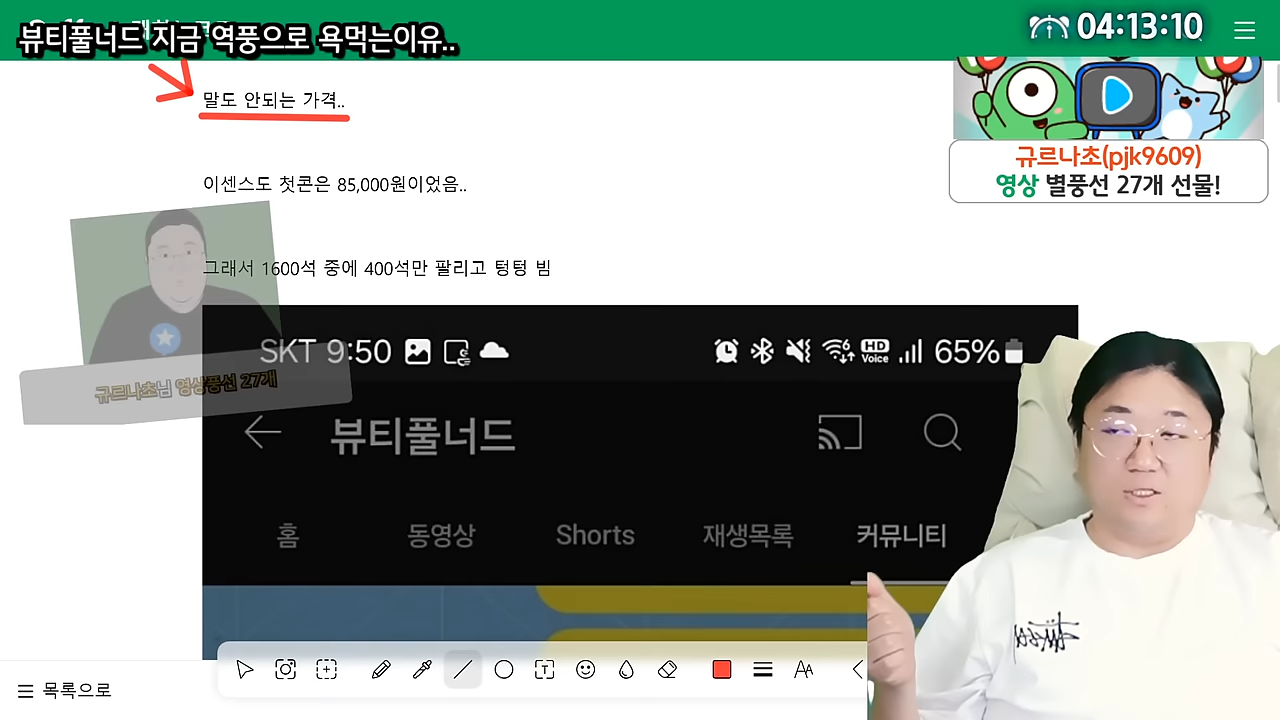 뷰티풀너드 지금 역풍으로 욕먹는이유..
04:13:10
말도 안되는 가격..
규르나초(pjk9609)
영상 별풍선 27개 선물!
이센스도 첫콘은 85,000원이었음..
그래서 1600석 중에 400석만 팔리고 텅텅 빔
규르나초님 영상풍선 27개
SKT 9:50
HD Voice
65%
뷰티풀너드
홈 동영상 Shorts 재생목록 커뮤니티
목록으로